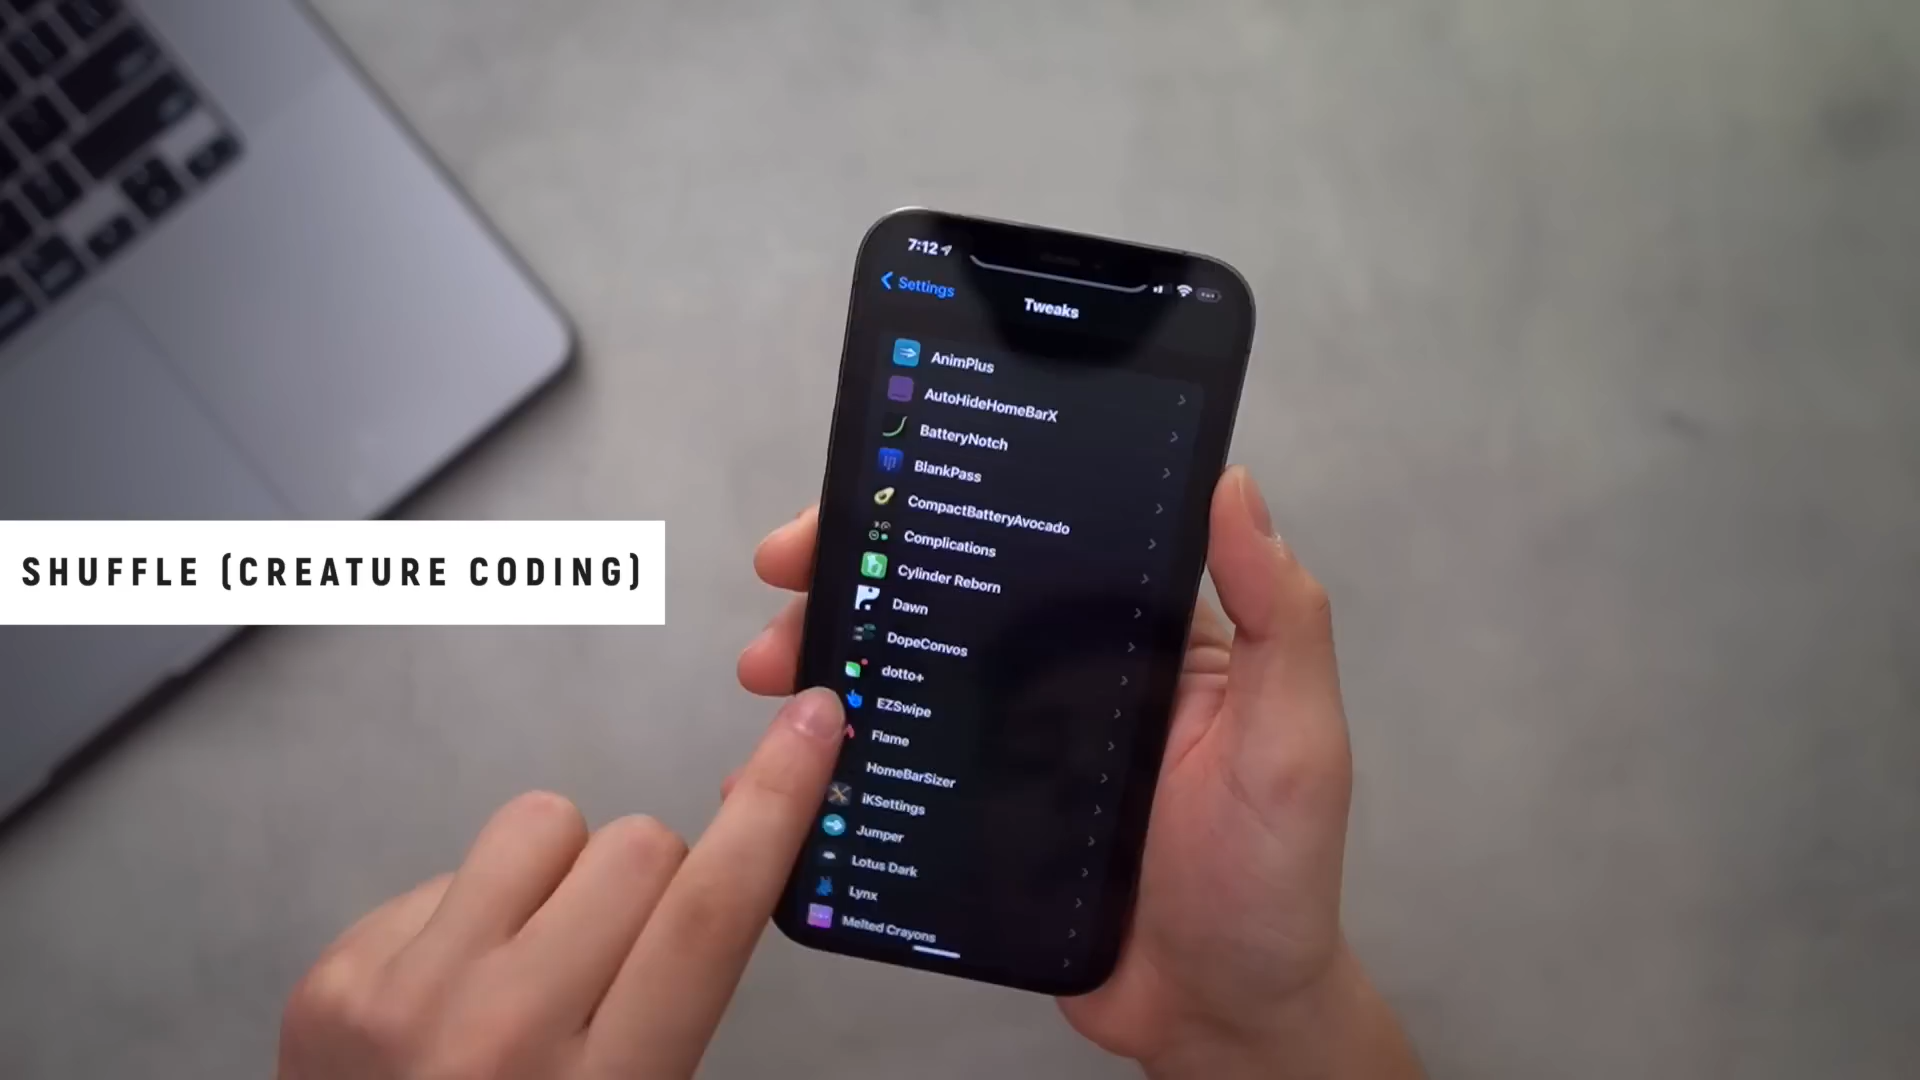 7:12
Settings
Tweaks
AnimPlus
AutoHideHomeBarX
BatteryNotch
BlankPass
CompactBatteryAvocado
Complications
Cylinder Reborn
Dawn
DopeConvos
dotto+
EZSwipe
Flame
HomeBarSizer
iKSettings
Jumper
Lotus Dark
Lynx
Melted Crayons
SHUFFLE (CREATURE CODING)